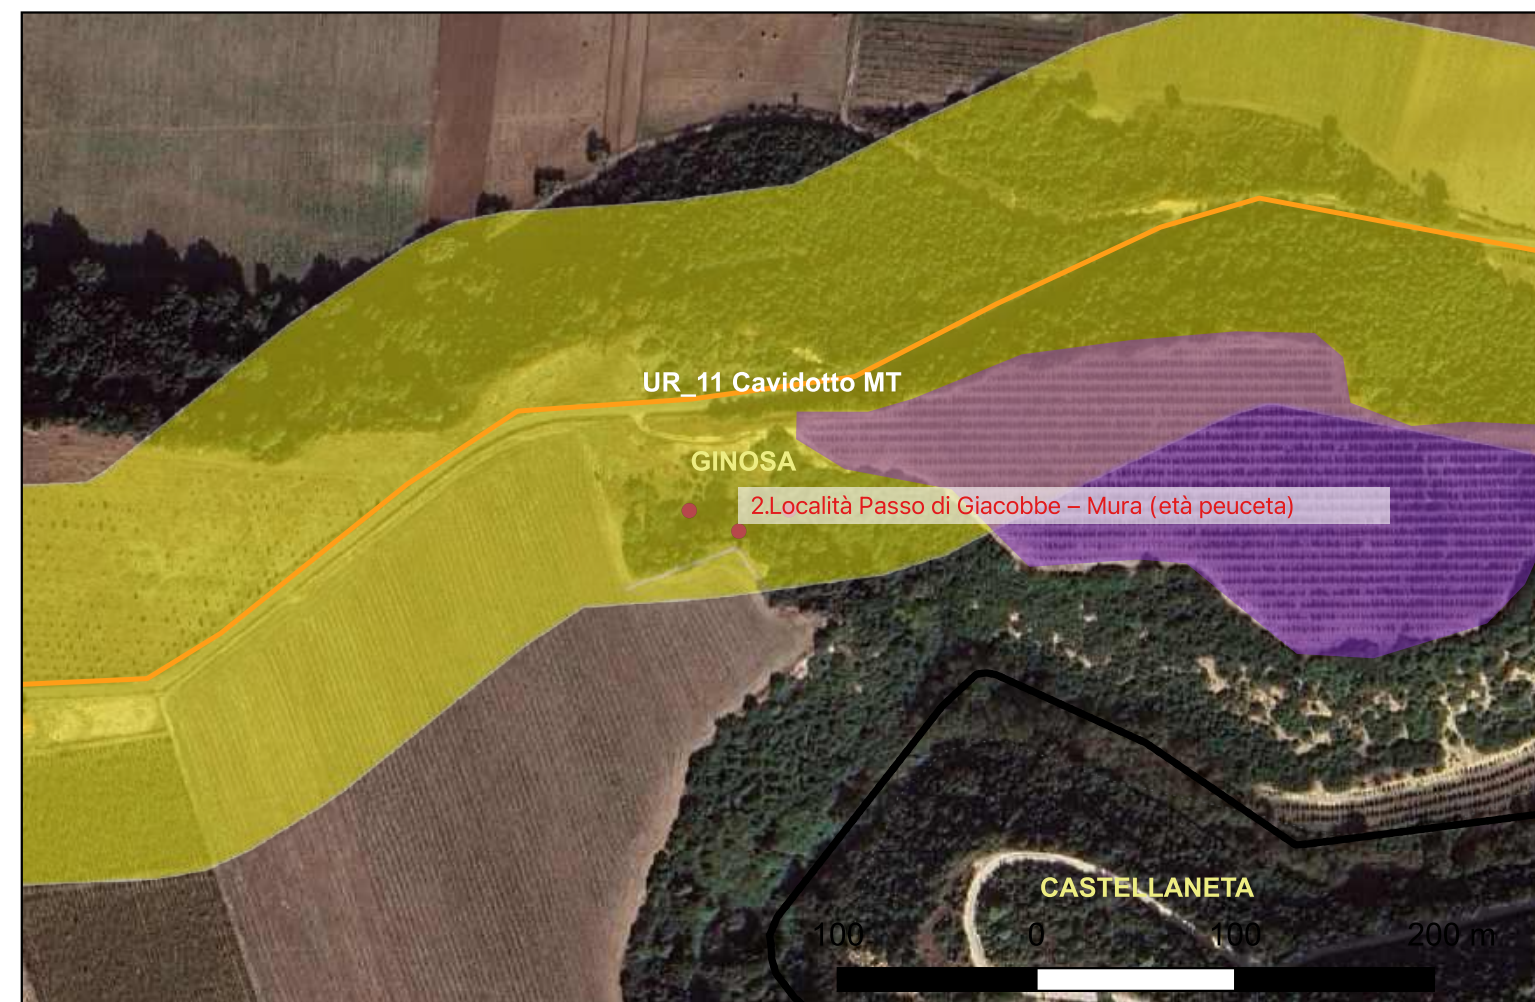 UR_11 Cavidotto MT
GINOSA
2.Località Passo di Giacobbe – Mura (età peuceta)
CASTELLANETA
100 0 100 200 m